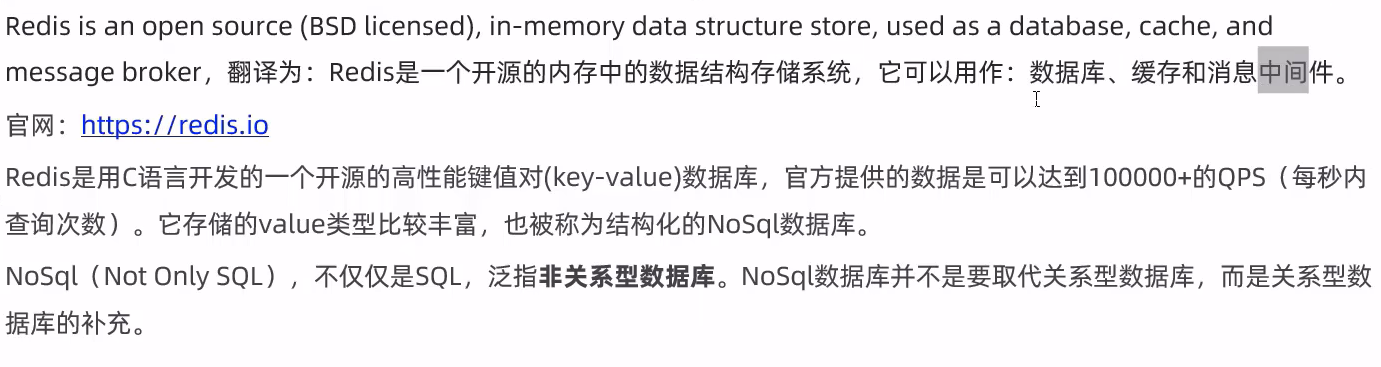 Redis is an open source (BSD licensed), in-memory data structure store, used as a database, cache, and
message broker，翻译为：Redis是一个开源的内存中的数据结构存储系统，它可以用作：数据库、缓存和消息中间件。
官网：https://redis.io
Redis是用C语言开发的一个开源的高性能键值对(key-value)数据库，官方提供的数据是可以达到100000+的QPS（每秒内
查询次数）。它存储的value类型比较丰富，也被称为结构化的NoSql数据库。
NoSql（Not Only SQL），不仅仅是SQL，泛指非关系型数据库。NoSql数据库并不是要取代关系型数据库，而是关系型数
据库的补充。